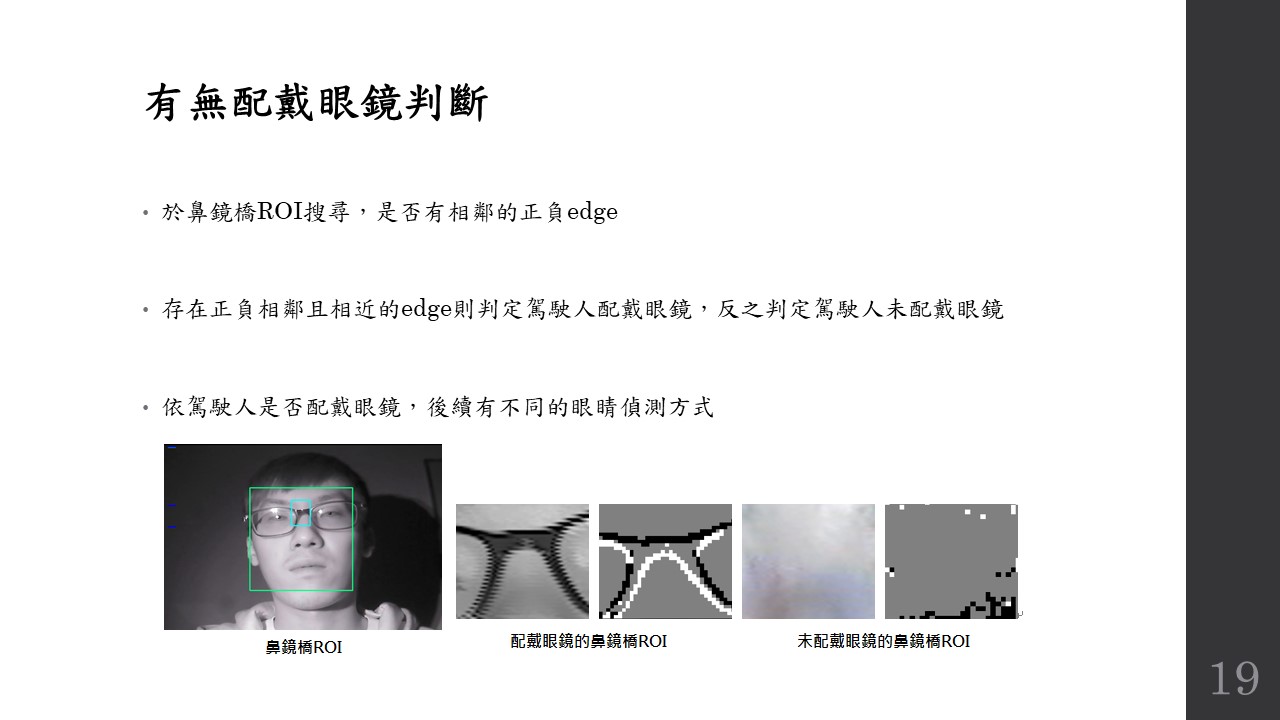 有無配戴眼鏡判斷
• 於鼻鏡橋ROI搜尋，是否有相鄰的正負edge
• 存在正負相鄰且相近的edge則判定駕駛人配戴眼鏡，反之判定駕駛人未配戴眼鏡
• 依駕駛人是否配戴眼鏡，後續有不同的眼睛偵測方式
鼻鏡橋ROI
配戴眼鏡的鼻鏡橋ROI
未配戴眼鏡的鼻鏡橋ROI
19